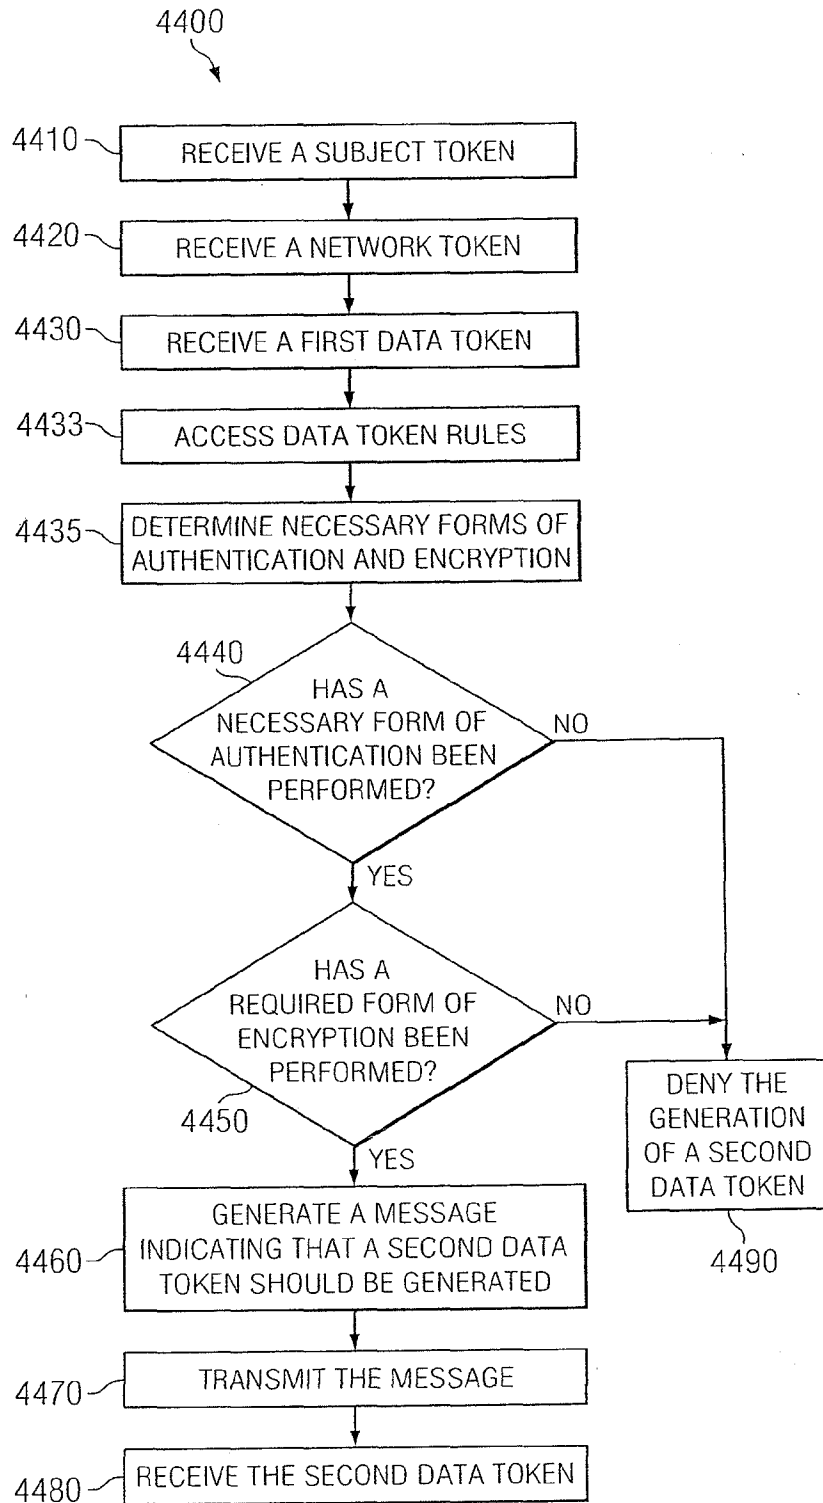 4400
4410
RECEIVE A SUBJECT TOKEN
4420
RECEIVE A NETWORK TOKEN
4430
RECEIVE A FIRST DATA TOKEN
4433
ACCESS DATA TOKEN RULES
4435
DETERMINE NECESSARY FORMS OF
AUTHENTICATION AND ENCRYPTION
4440
HAS A
NECESSARY FORM OF
AUTHENTICATION BEEN
PERFORMED?
NO
YES
HAS A
REQUIRED FORM OF
ENCRYPTION BEEN
PERFORMED?
NO
4450
YES
DENY THE
GENERATION
OF A SECOND
DATA TOKEN
4490
4460
GENERATE A MESSAGE
INDICATING THAT A SECOND DATA
TOKEN SHOULD BE GENERATED
4470
TRANSMIT THE MESSAGE
4480
RECEIVE THE SECOND DATA TOKEN